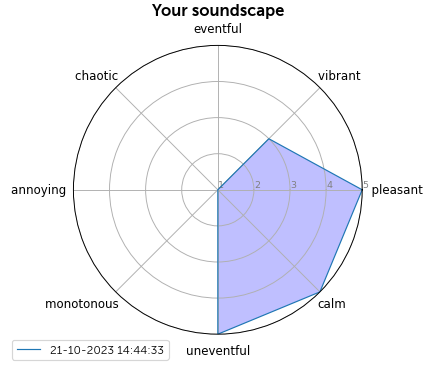 Your soundscape
eventful
chaotic
vibrant
annoying
1
2
3
4
5
pleasant
monotonous
calm
uneventful
21-10-2023 14:44:33